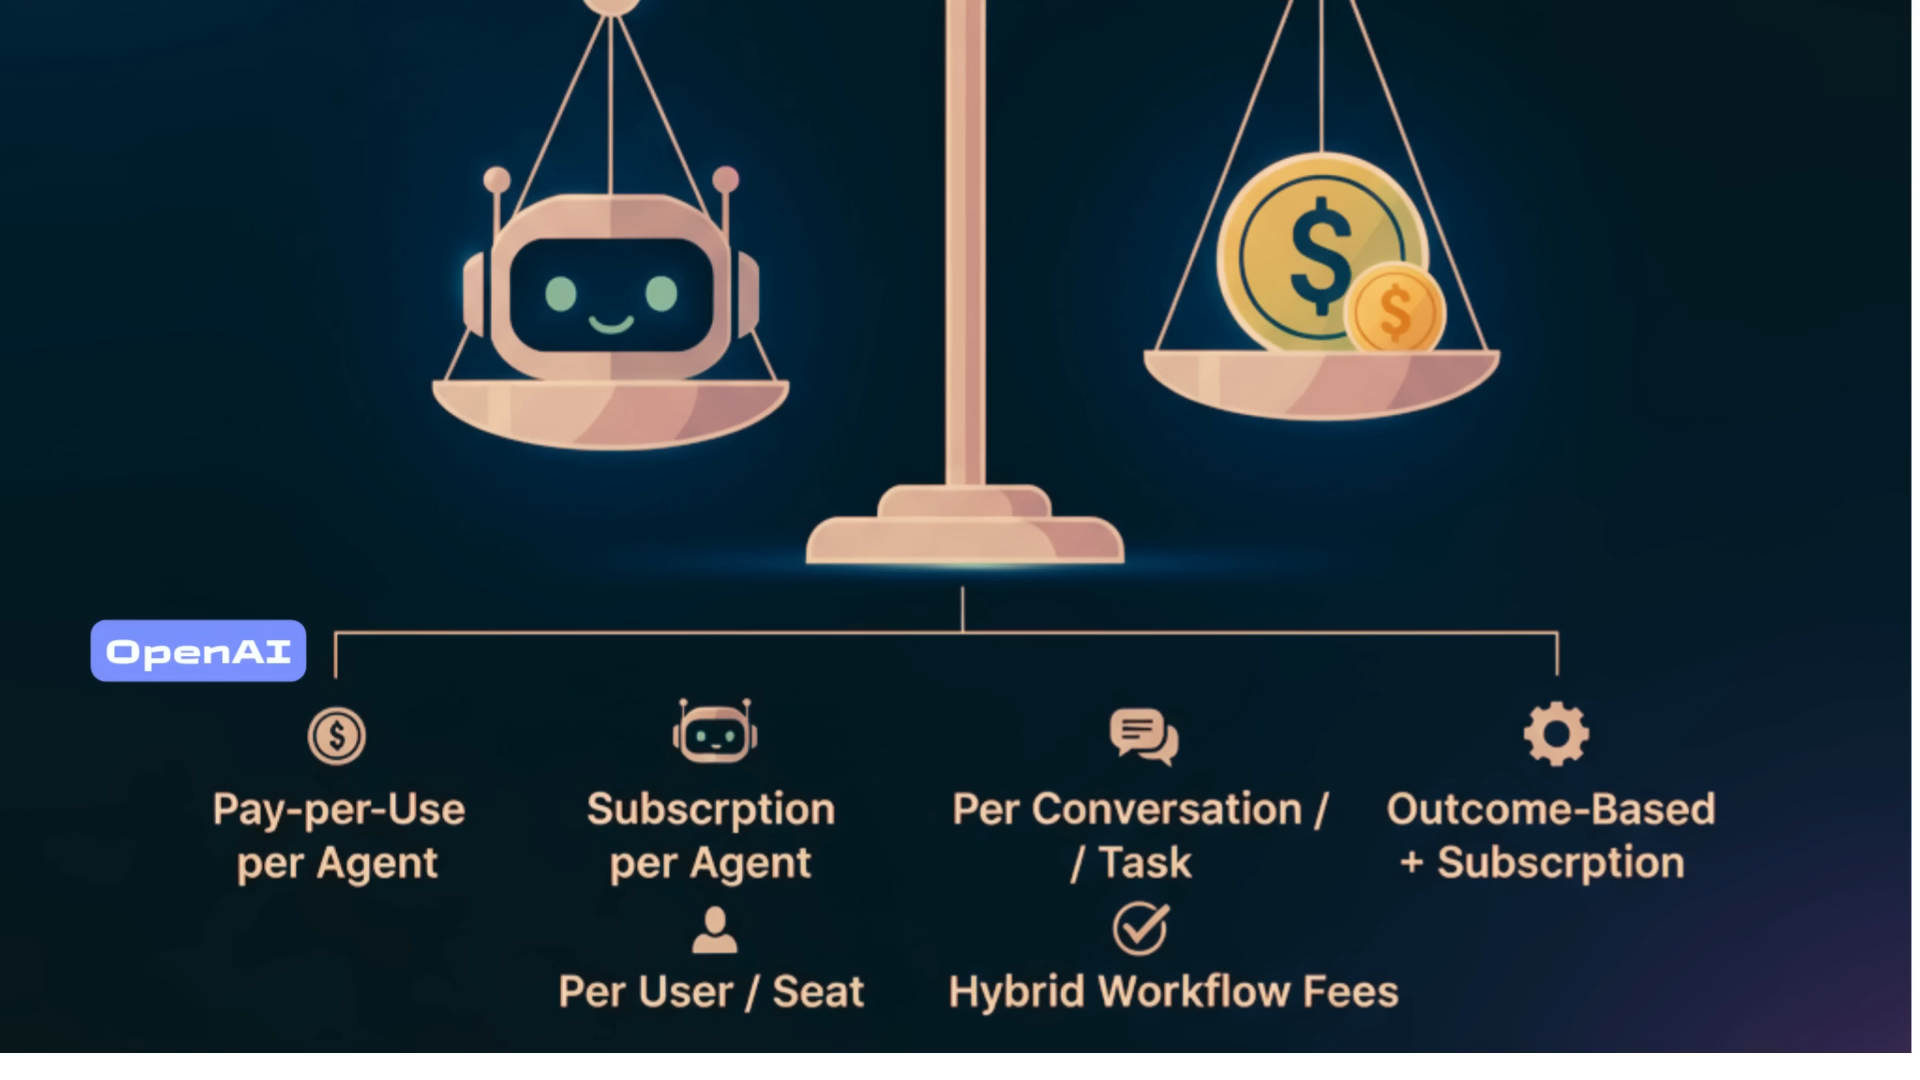 OpenAI
Pay-per-Use
per Agent
Subscrption
per Agent
Per Conversation /
/ Task
Outcome-Based
+ Subscrption
Per User / Seat
Hybrid Workflow Fees